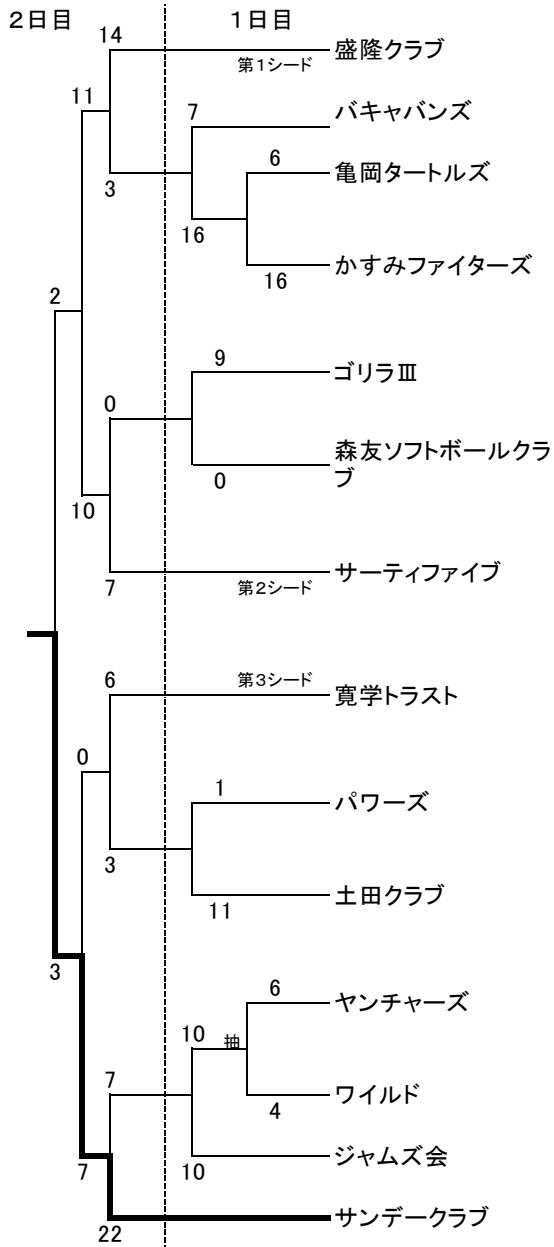 ２日目 １日目
14
盛隆クラブ
第１シード
11
7
バキャバンズ
6
亀岡タートルズ
3
16
かすみファイターズ
16
2
9
ゴリラⅢ
0
森友ソフトボールクラ
ブ
0
10
7
サーティファイブ
第２シード
6
第３シード
寛学トラスト
0
1
パワーズ
3
土田クラブ
11
3
6
ヤンチャーズ
10
抽
7
ワイルド
4
ジャムズ会
7
10
サンデークラブ
22